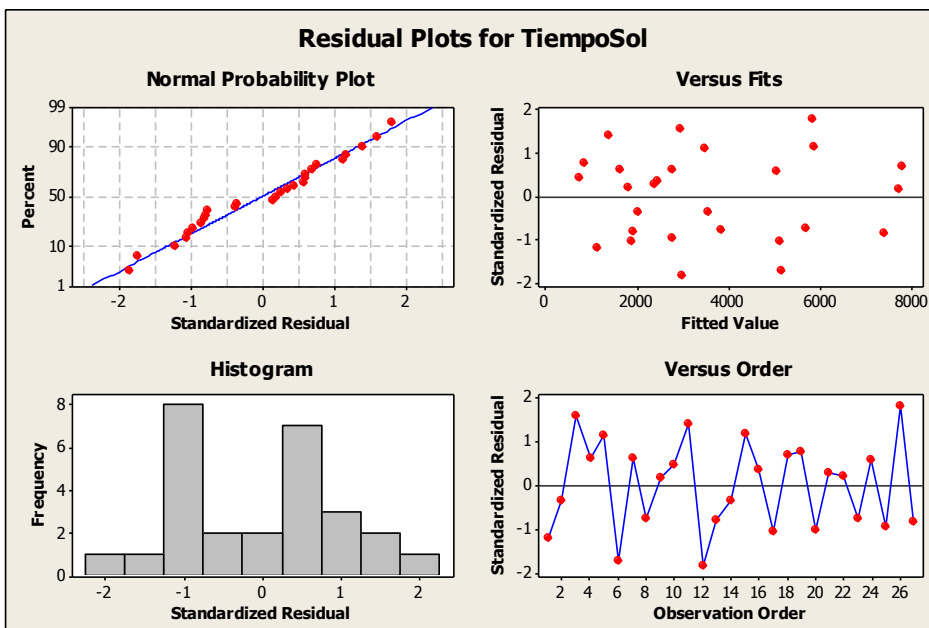 Residual Plots for TiempoSol
Normal Probability Plot
Percent
99
90
50
10
1
-2 -1 0 1 2
Standardized Residual
Versus Fits
Standardized Residual
2
1
0
-1
-2
0 2000 4000 6000 8000
Fitted Value
Histogram
Frequency
8
6
4
2
0
-2 -1 0 1 2
Standardized Residual
Versus Order
Standardized Residual
2
1
0
-1
-2
2 4 6 8 10 12 14 16 18 20 22 24 26
Observation Order